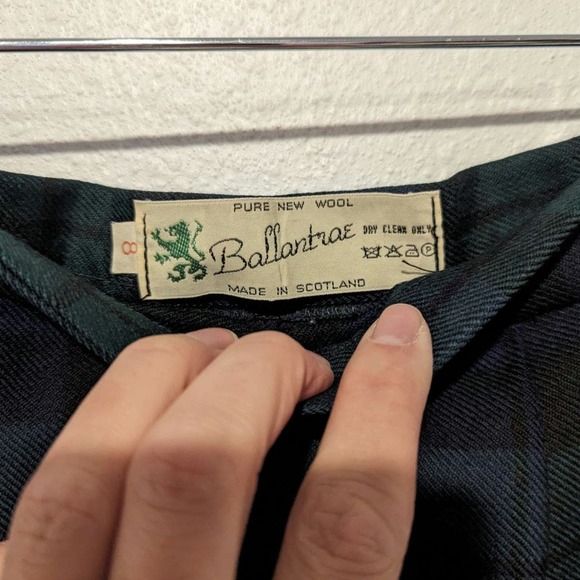 PURE NEW WOOL
8
Ballantrae
DRY CLEAN ONLY
P
MADE IN SCOTLAND